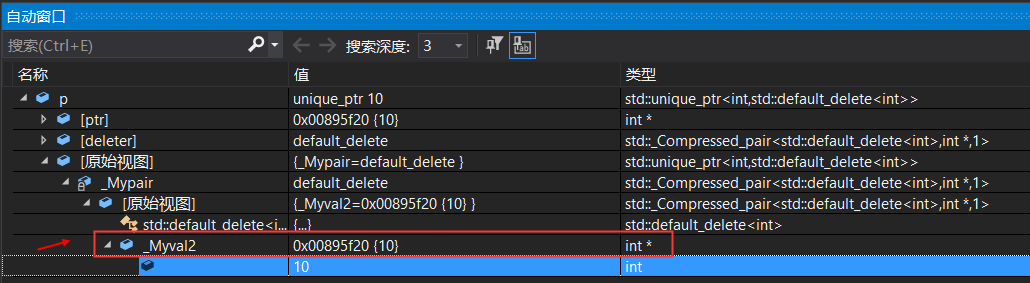 自动窗口
搜索(Ctrl+E) 搜索深度: 3
名称 值 类型
p unique_ptr 10 std::unique_ptr<int,std::default_delete<int>>
[ptr] 0x00895f20 {10} int *
[deleter] default_delete std::_Compressed_pair<std::default_delete<int>,int *,1>
[原始视图] {_Mypair=default_delete } std::unique_ptr<int,std::default_delete<int>>
_Mypair default_delete std::_Compressed_pair<std::default_delete<int>,int *,1>
[原始视图] {_Myval2=0x00895f20 {10} } std::_Compressed_pair<std::default_delete<int>,int *,1>
std::default_delete<i... {...} std::default_delete<int>
_Myval2 0x00895f20 {10} int *
10 int